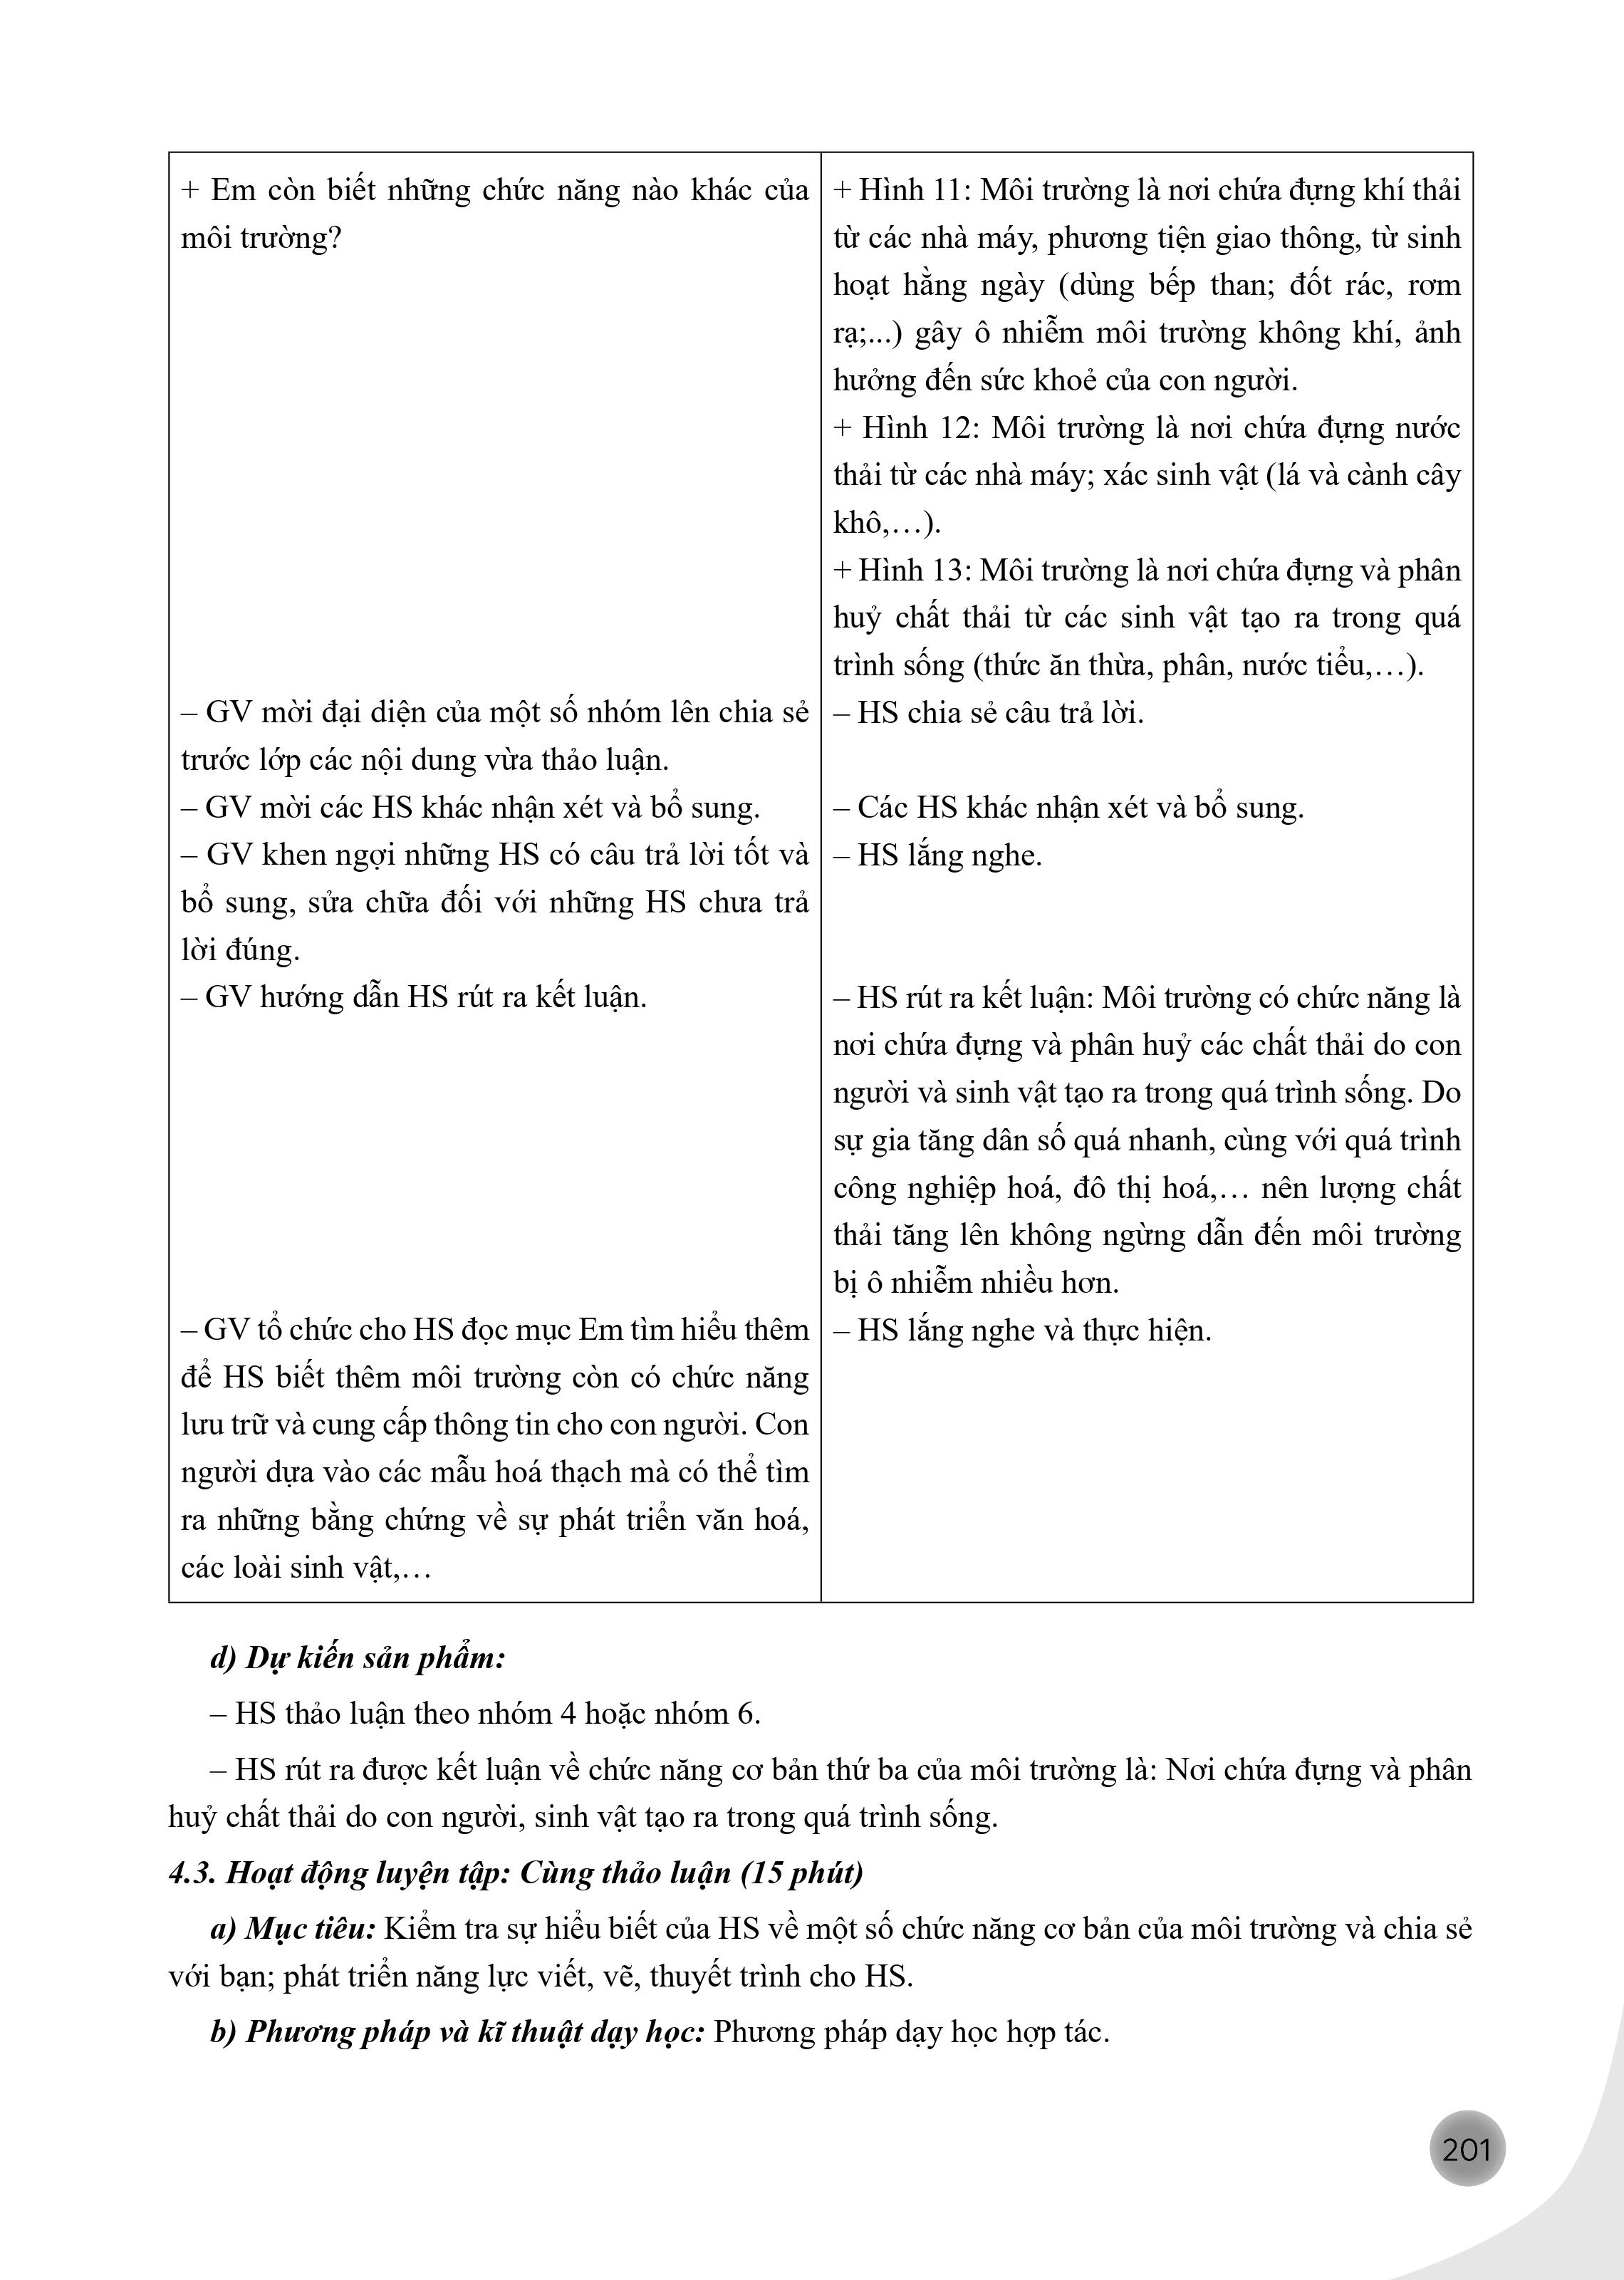 + Em còn biết những chức năng nào khác của
môi trường?
+ Hình 11: Môi trường là nơi chứa đựng khí thải
từ các nhà máy, phương tiện giao thông, từ sinh
hoạt hằng ngày (dùng bếp than; đốt rác, rơm
rạ;...) gây ô nhiễm môi trường không khí, ảnh
hưởng đến sức khoẻ của con người.
+ Hình 12: Môi trường là nơi chứa đựng nước
thải từ các nhà máy; xác sinh vật (lá và cành cây
khô,…).
+ Hình 13: Môi trường là nơi chứa đựng và phân
huỷ chất thải từ các sinh vật tạo ra trong quá
trình sống (thức ăn thừa, phân, nước tiểu,…).
– GV mời đại diện của một số nhóm lên chia sẻ
trước lớp các nội dung vừa thảo luận.
– HS chia sẻ câu trả lời.
– GV mời các HS khác nhận xét và bổ sung.
– Các HS khác nhận xét và bổ sung.
– GV khen ngợi những HS có câu trả lời tốt và
bổ sung, sửa chữa đối với những HS chưa trả
lời đúng.
– HS lắng nghe.
– GV hướng dẫn HS rút ra kết luận.
– HS rút ra kết luận: Môi trường có chức năng là
nơi chứa đựng và phân huỷ các chất thải do con
người và sinh vật tạo ra trong quá trình sống. Do
sự gia tăng dân số quá nhanh, cùng với quá trình
công nghiệp hoá, đô thị hoá,… nên lượng chất
thải tăng lên không ngừng dẫn đến môi trường
bị ô nhiễm nhiều hơn.
– GV tổ chức cho HS đọc mục Em tìm hiểu thêm
để HS biết thêm môi trường còn có chức năng
lưu trữ và cung cấp thông tin cho con người. Con
người dựa vào các mẫu hoá thạch mà có thể tìm
ra những bằng chứng về sự phát triển văn hoá,
các loài sinh vật,…
– HS lắng nghe và thực hiện.
d) Dự kiến sản phẩm:
– HS thảo luận theo nhóm 4 hoặc nhóm 6.
– HS rút ra được kết luận về chức năng cơ bản thứ ba của môi trường là: Nơi chứa đựng và phân
huỷ chất thải do con người, sinh vật tạo ra trong quá trình sống.
4.3. Hoạt động luyện tập: Cùng thảo luận (15 phút)
a) Mục tiêu: Kiểm tra sự hiểu biết của HS về một số chức năng cơ bản của môi trường và chia sẻ
với bạn; phát triển năng lực viết, vẽ, thuyết trình cho HS.
b) Phương pháp và kĩ thuật dạy học: Phương pháp dạy học hợp tác.
201